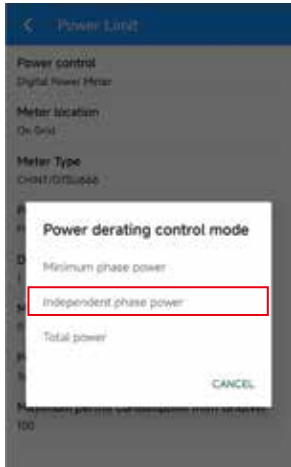 Power Limit
Power control
Digital Power Meter
Meter location
On Grid
Meter Type
CHINT/DTSU666
Power derating control mode
Minimum phase power
Independent phase power
Total power
CANCEL
100